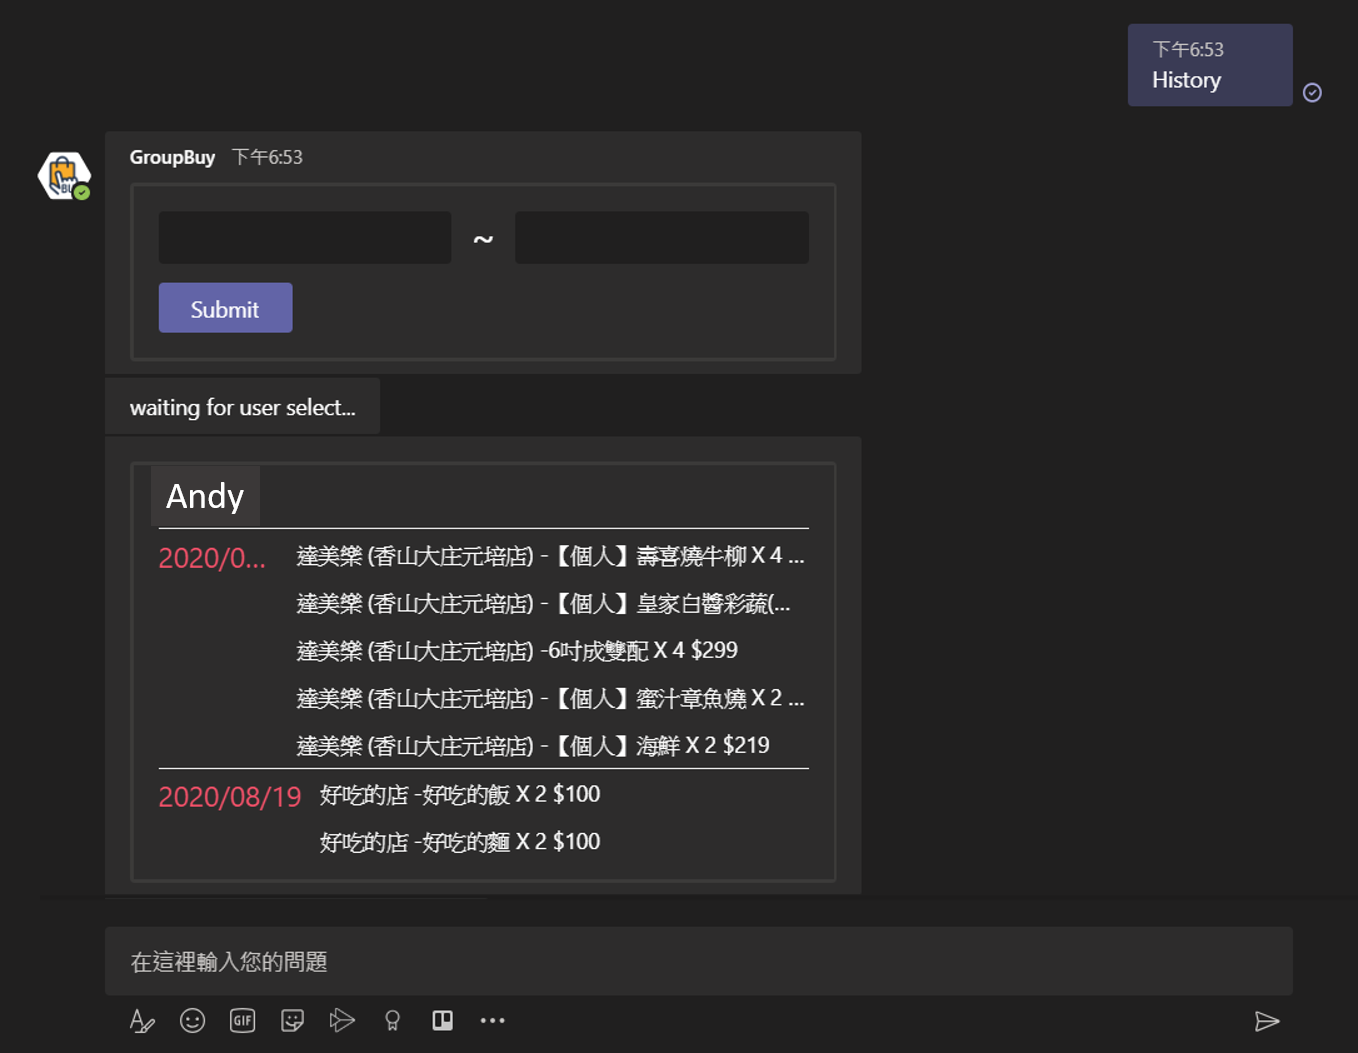 下午6:53
History
GroupBuy 下午6:53
~
Submit
waiting for user select...
Andy
2020/0... 達美樂 (香山大庄元培店) -【個人】壽喜燒牛柳 X 4 ...
達美樂 (香山大庄元培店) -【個人】皇家白醬彩蔬(...
達美樂 (香山大庄元培店) -6吋成雙配 X 4 $299
達美樂 (香山大庄元培店) -【個人】蜜汁章魚燒 X 2 ...
達美樂 (香山大庄元培店) -【個人】海鮮 X 2 $219
2020/08/19 好吃的店 -好吃的飯 X 2 $100
好吃的店 -好吃的麵 X 2 $100
在這裡輸入您的問題
GIF